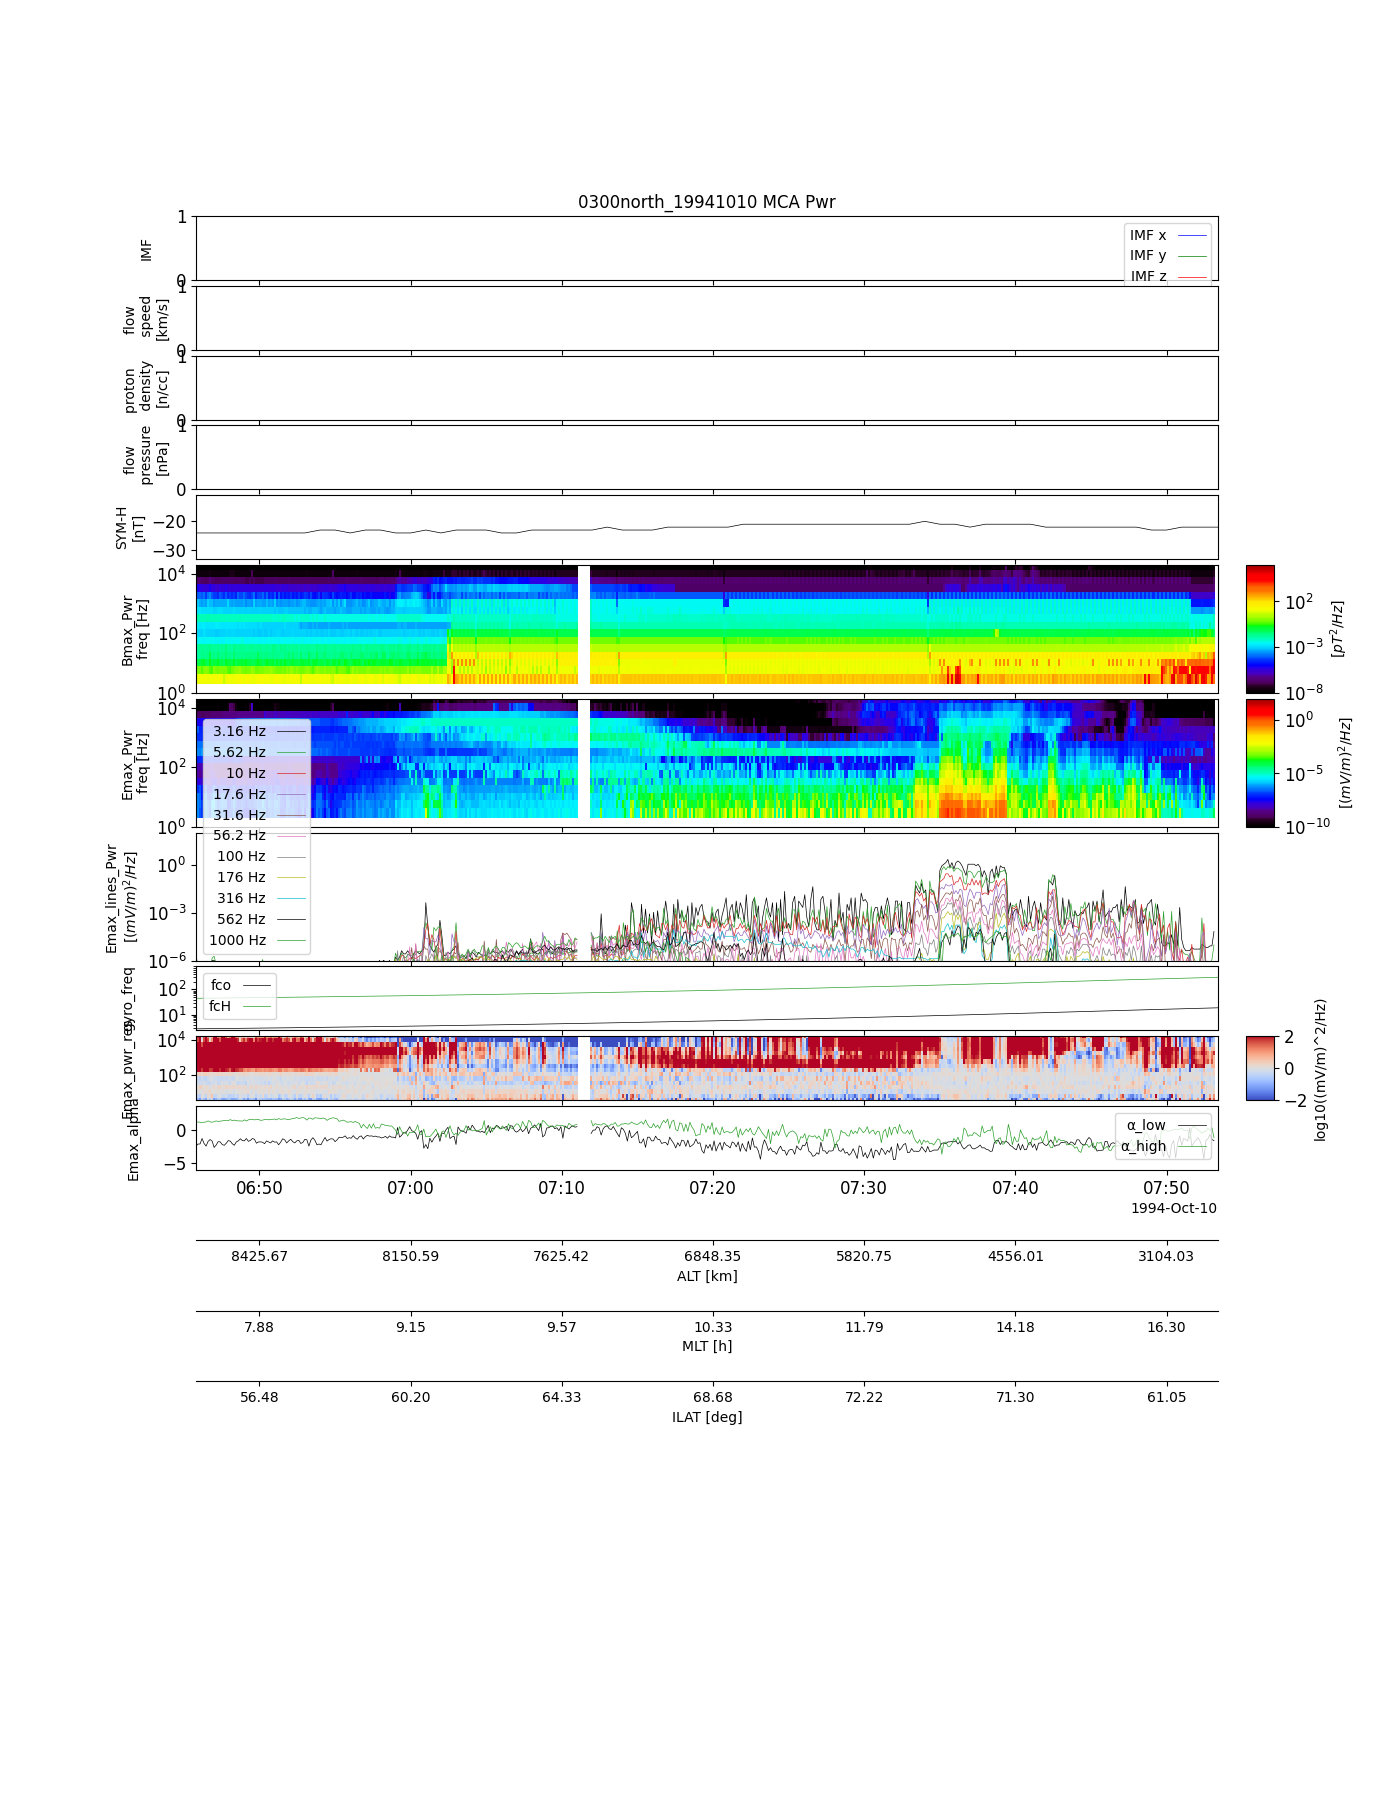 0300north_19941010 MCA Pwr
1
0
IMF
IMF x
IMF y
IMF z
1
0
flow
speed
[km/s]
1
0
proton
density
[n/cc]
1
0
flow
pressure
[nPa]
−20
−30
SYM-H
[nT]
10^4
10^2
10^0
Bmax_Pwr
freq [Hz]
10^2
10^−3
10^−8
[pT^2/Hz]
10^4
10^2
10^0
Emax_Pwr
freq [Hz]
10^0
10^−5
10^−10
[(mV/m)^2/Hz]
3.16 Hz
5.62 Hz
10 Hz
17.6 Hz
31.6 Hz
56.2 Hz
100 Hz
176 Hz
316 Hz
562 Hz
1000 Hz
10^0
10^−3
10^−6
Emax_lines_Pwr
[(mV/m)^2/Hz]
10^2
10^1
gyro_freq
fco
fcH
10^4
10^2
2
0
−2
log10((mV/m)^2/Hz)
0
−5
Emax_alpha
α_low
α_high
06:50 07:00 07:10 07:20 07:30 07:40 07:50
1994-Oct-10
8425.67 8150.59 7625.42 6848.35 5820.75 4556.01 3104.03
ALT [km]
7.88 9.15 9.57 10.33 11.79 14.18 16.30
MLT [h]
56.48 60.20 64.33 68.68 72.22 71.30 61.05
ILAT [deg]